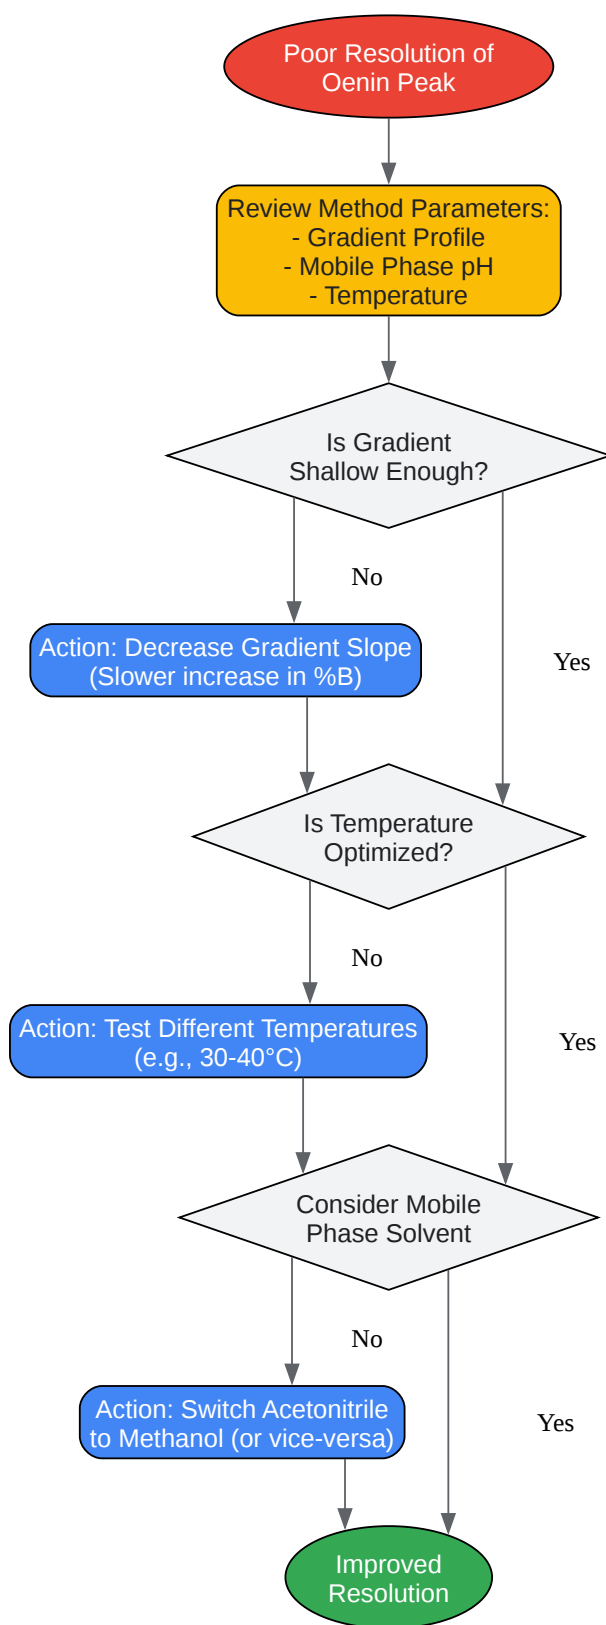 Poor Resolution of
Oenin Peak
Review Method Parameters:
- Gradient Profile
- Mobile Phase pH
- Temperature
Is Gradient
Shallow Enough?
No
Action: Decrease Gradient Slope
(Slower increase in %B)
Yes
Is Temperature
Optimized?
No
Action: Test Different Temperatures
(e.g., 30-40°C)
Yes
Consider Mobile
Phase Solvent
No
Action: Switch Acetonitrile
to Methanol (or vice-versa)
Yes
Improved
Resolution